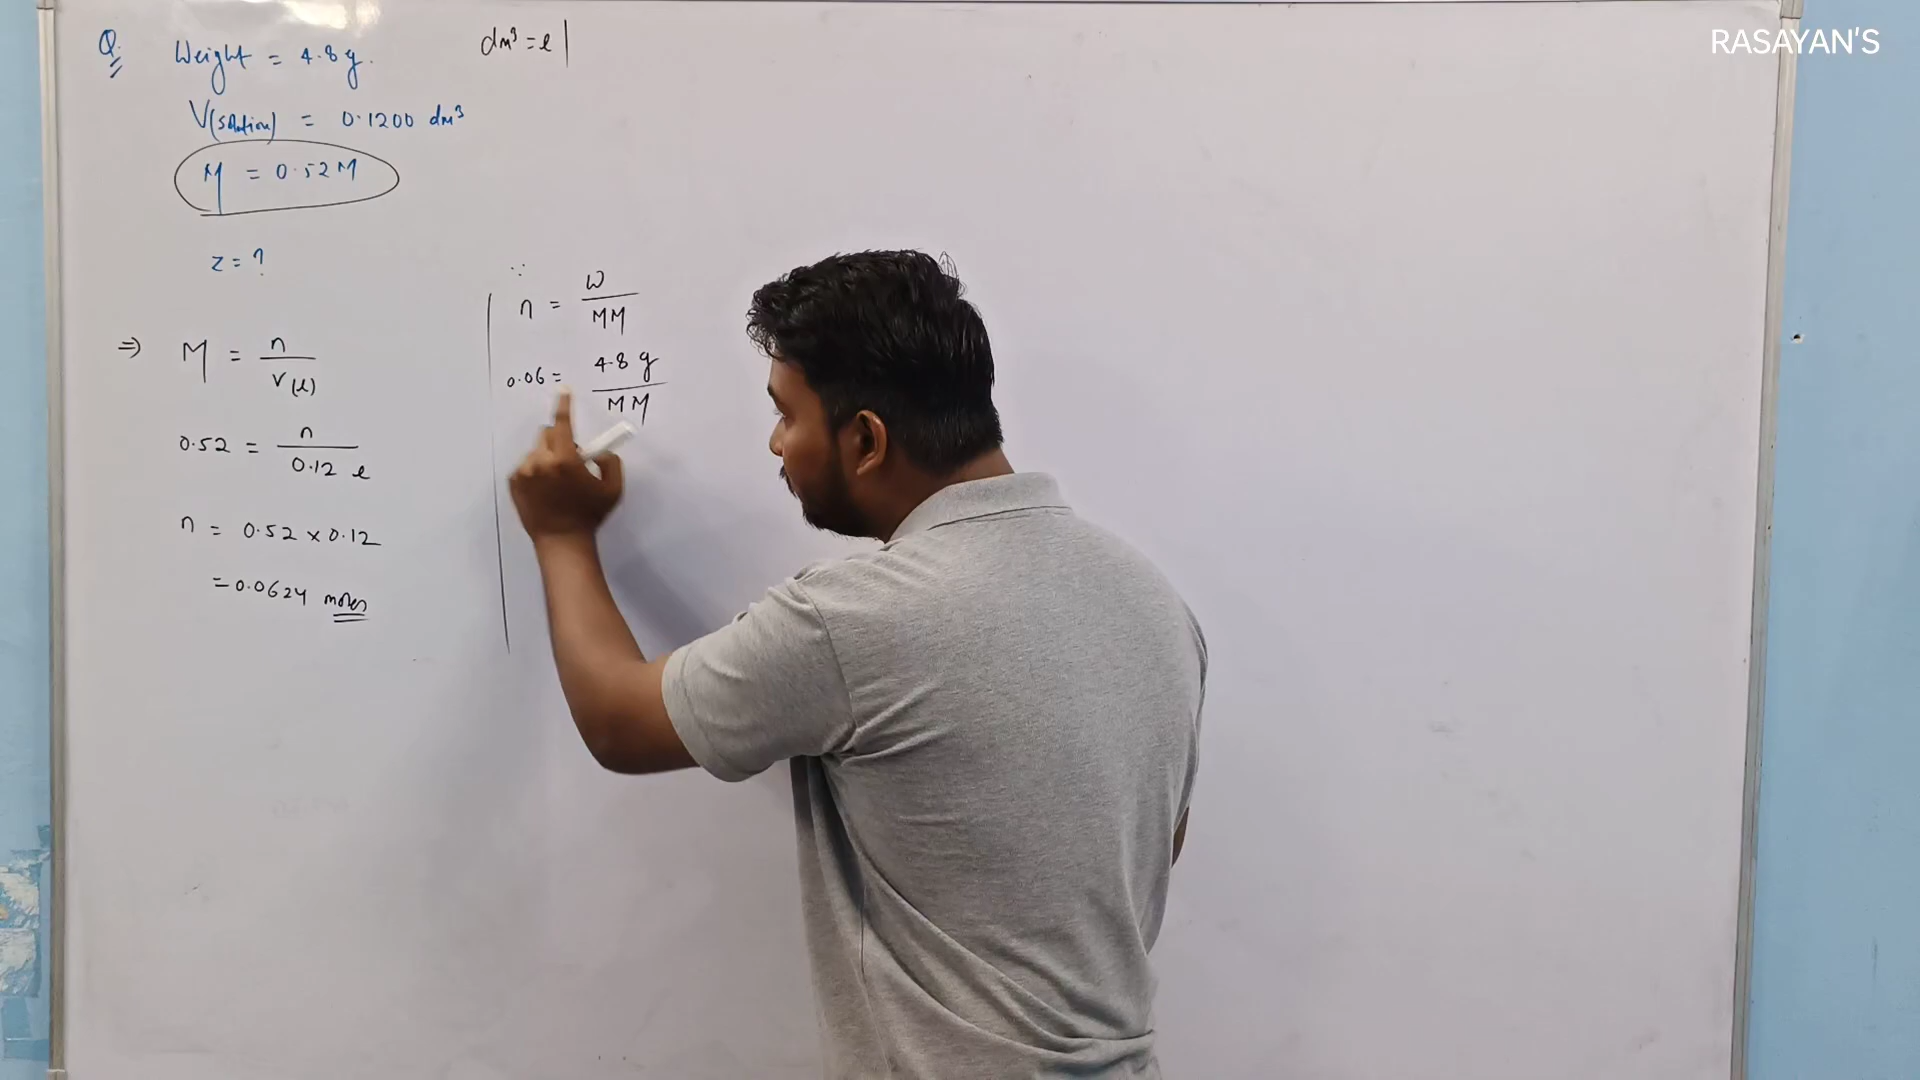 Q.
Weight = 4.8 g.
V(solution) = 0.1200 dm³
M = 0.52 M
z = ?
dm³ = l
⇒ M = n / V(l)
0.52 = n / 0.12 l
n = 0.52 x 0.12
= 0.0624 moles
∵
n = W / MM
0.06 = 4.8 g / MM
RASAYAN'S